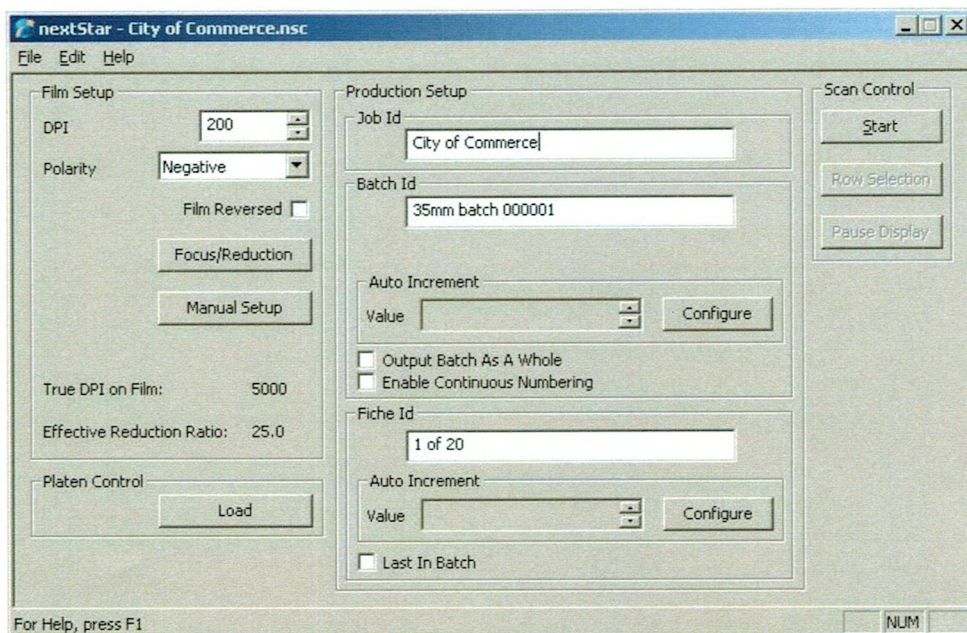 nextStar - City of Commerce.nsc
File Edit Help
Film Setup
DPI 200
Polarity Negative
Film Reversed
Focus/Reduction
Manual Setup
True DPI on Film: 5000
Effective Reduction Ratio: 25.0
Platen Control
Load
Production Setup
Job Id
City of Commerce
Batch Id
35mm batch 000001
Auto Increment
Value Configure
Output Batch As A Whole
Enable Continuous Numbering
Fiche Id
1 of 20
Auto Increment
Value Configure
Last In Batch
Scan Control
Start
Row Selection
Pause Display
For Help, press F1 NUM